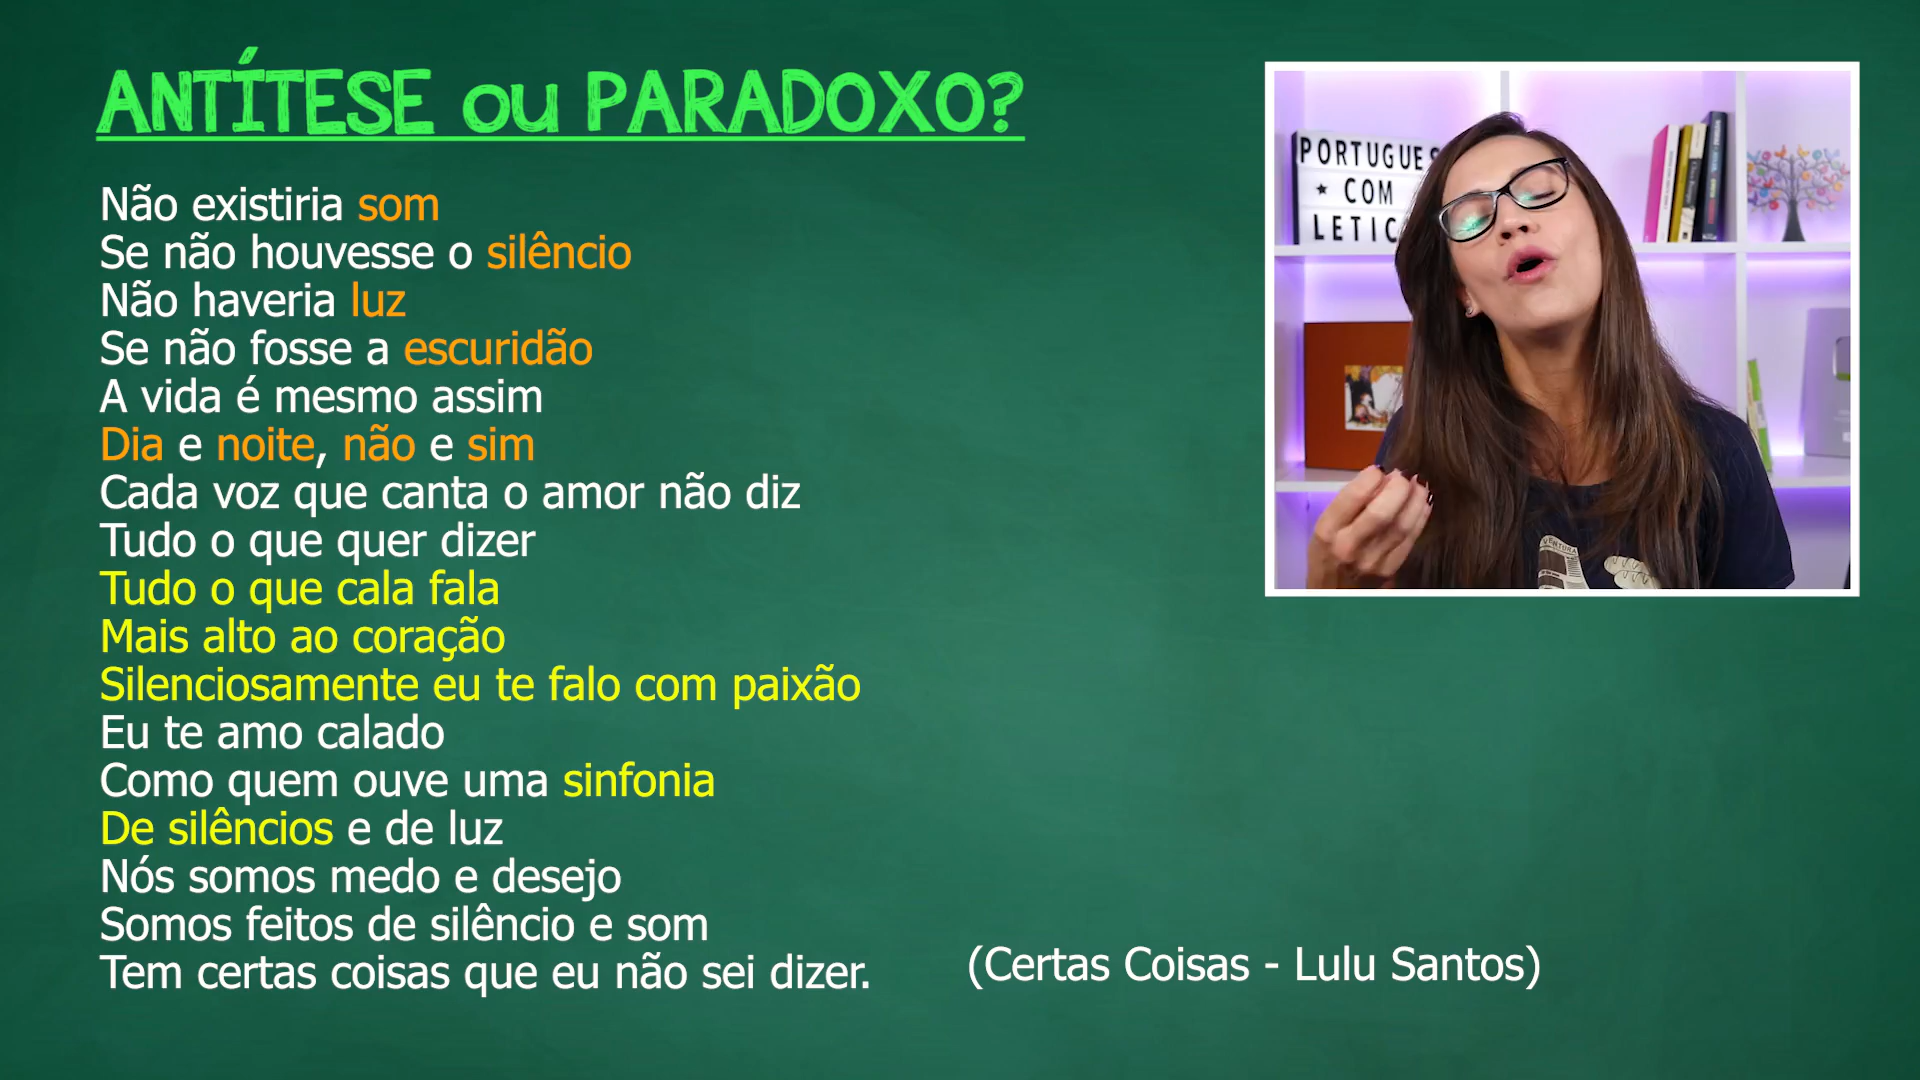 ANTÍTESE ou PARADOXO?
Não existiria som
Se não houvesse o silêncio
Não haveria luz
Se não fosse a escuridão
A vida é mesmo assim
Dia e noite, não e sim
Cada voz que canta o amor não diz
Tudo o que quer dizer
Tudo o que cala fala
Mais alto ao coração
Silenciosamente eu te falo com paixão
Eu te amo calado
Como quem ouve uma sinfonia
De silêncios e de luz
Nós somos medo e desejo
Somos feitos de silêncio e som
Tem certas coisas que eu não sei dizer.
(Certas Coisas - Lulu Santos)
PORTUGUES
★ COM
LETIC
VENTURA